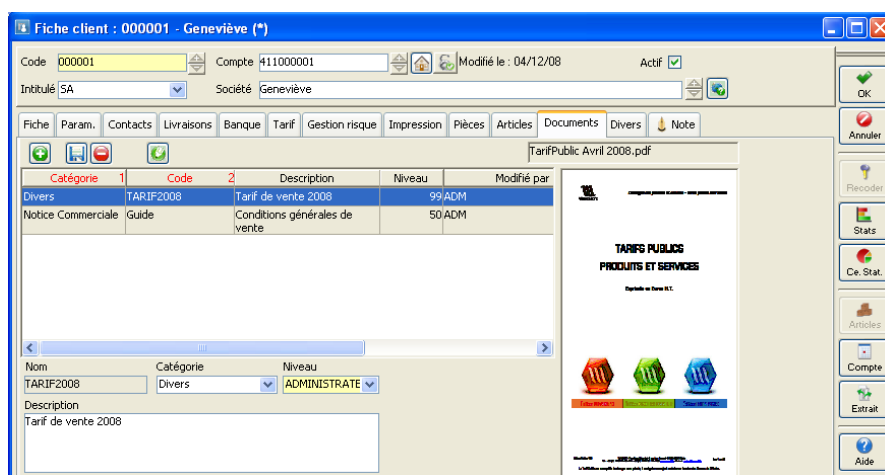 Fiche client : 000001 - Geneviève (*)
Code 000001 Compte 411000001 Modifié le : 04/12/08 Actif
Intitulé SA Société Geneviève
Fiche Param. Contacts Livraisons Banque Tarif Gestion risque Impression Pièces Articles Documents Divers Note
TarifPublic Avril 2008.pdf
Catégorie 1 Code 2 Description Niveau Modifié par
Divers TARIF2008 Tarif de vente 2008 99 ADM
Notice Commerciale Guide Conditions générales de vente 50 ADM
Nom Catégorie Niveau
TARIF2008 Divers ADMINISTRATE
Description
Tarif de vente 2008
TARIFS PUBLICS
PRODUITS ET SERVICES
Exprimés en Euros H.T.
OK
Annuler
Recoder
Stats
Ce. Stat.
Articles
Compte
Extrait
Aide